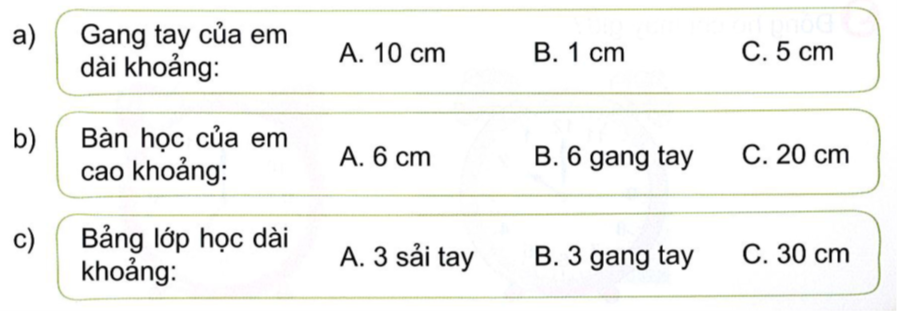 a) Gang tay của em
dài khoảng: A. 10 cm B. 1 cm C. 5 cm
b) Bàn học của em
cao khoảng: A. 6 cm B. 6 gang tay C. 20 cm
c) Bảng lớp học dài
khoảng: A. 3 sải tay B. 3 gang tay C. 30 cm